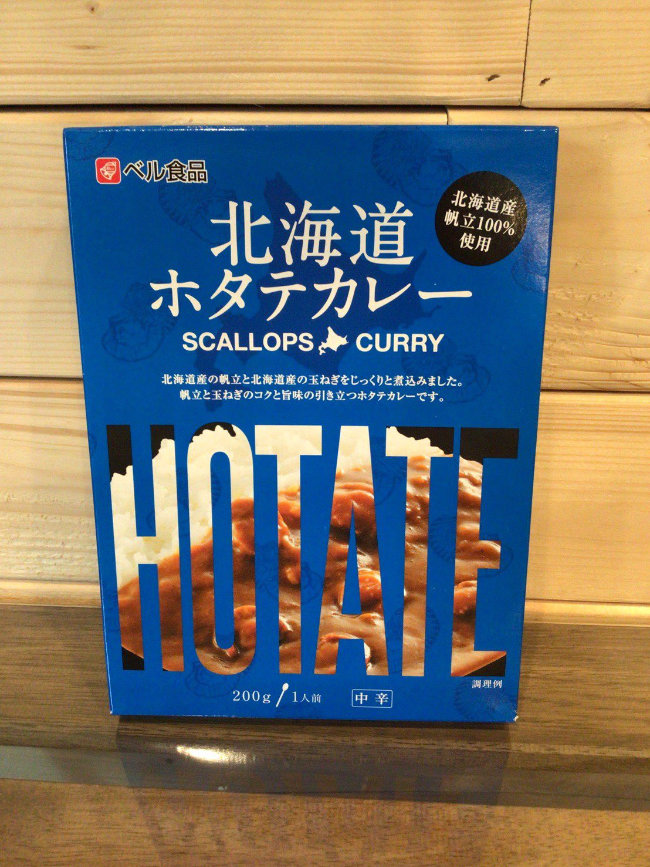 ベル食品
北海道産
帆立100%
使用
北海道
ホタテカレー
SCALLOPS CURRY
北海道産の帆立と北海道産の玉ねぎをじっくりと煮込みました。
帆立と玉ねぎのコクと旨味の引き立つホタテカレーです。
HOTATE
調理例
200g 1人前 中辛